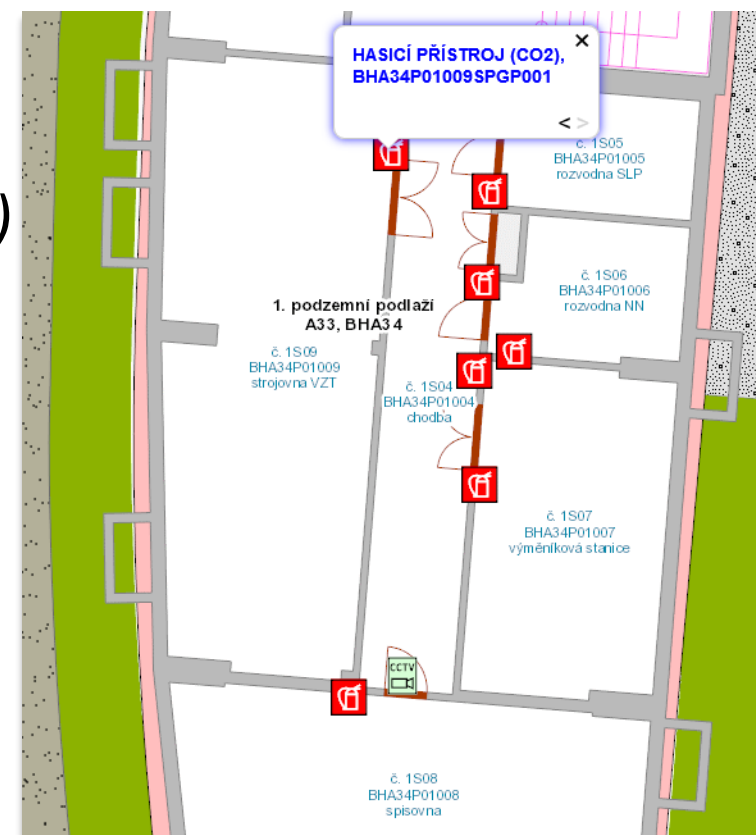 )
HASICÍ PŘÍSTROJ (CO2),
BHA34P01009SPGP001
×
< >
č. 1S05
BHA34P01005
rozvodna SLP
č. 1S06
BHA34P01006
rozvodna NN
1. podzemní podlaží
A33, BHA34
č. 1S09
BHA34P01009
strojovna VZT
č. 1S04
BHA34P01004
chodba
č. 1S07
BHA34P01007
výměníková stanice
CCTV
č. 1S08
BHA34P01008
spisovna